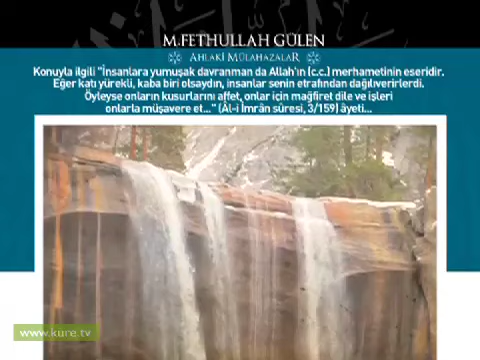 M.FETHULLAH GÜLEN
AHLAKİ MÜLAHAZALAR
Konuyla ilgili "İnsanlara yumuşak davranman da Allah'ın (c.c.) merhametinin eseridir.
Eğer katı yürekli, kaba biri olsaydın, insanlar senin etrafından dağılıverirlerdi.
Öyleyse onların kusurlarını affet, onlar için mağfiret dile ve işleri
onlarla müşavere et..." (Âl-i İmrân sûresi, 3/159) âyeti...
www.kure.tv